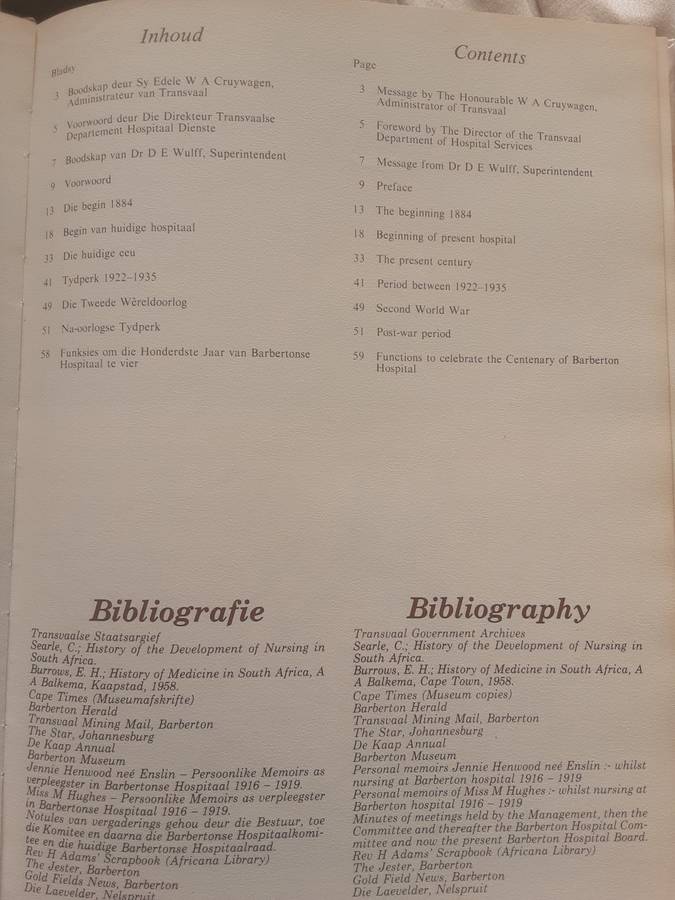 Inhoud
Bladsy
3 Boodskap deur Sy Edele W A Cruywagen,
Administrateur van Transvaal
5 Voorwoord deur Die Direkteur Transvaalse
Departement Hospitaal Dienste
7 Boodskap van Dr D E Wulff, Superintendent
9 Voorwoord
13 Die begin 1884
18 Begin van huidige hospitaal
33 Die huidige eeu
41 Tydperk 1922–1935
49 Die Tweede Wêreldoorlog
51 Na-oorlogse Tydperk
58 Funksies om die Honderdste Jaar van Barbertonse
Hospitaal te vier
Contents
Page
3 Message by The Honourable W A Cruywagen,
Administrator of Transvaal
5 Foreword by The Director of the Transvaal
Department of Hospital Services
7 Message from Dr D E Wulff, Superintendent
9 Preface
13 The beginning 1884
18 Beginning of present hospital
33 The present century
41 Period between 1922–1935
49 Second World War
51 Post-war period
59 Functions to celebrate the Centenary of Barberton
Hospital
Bibliografie
Transvaalse Staatsargief
Searle, C.; History of the Development of Nursing in
South Africa.
Burrows, E. H.; History of Medicine in South Africa, A
A Balkema, Kaapstad, 1958.
Cape Times (Museumafskrifte)
Barberton Herald
Transvaal Mining Mail, Barberton
The Star, Johannesburg
De Kaap Annual
Barberton Museum
Jennie Henwood neé Enslin – Persoonlike Memoirs as
verpleegster in Barbertonse Hospitaal 1916 – 1919.
Miss M Hughes – Persoonlike Memoirs as verpleegster
in Barbertonse Hospitaal 1916 – 1919.
Notules van vergaderings gehou deur die Bestuur, toe
die Komitee en daarna die Barbertonse Hospitaalkomi-
tee en die huidige Barbertonse Hospitaalraad.
Rev H Adams' Scrapbook (Africana Library)
The Jester, Barberton
Gold Fields News, Barberton
Die Laevelder, Nelspruit
Bibliography
Transvaal Government Archives
Searle, C.; History of the Development of Nursing in
South Africa.
Burrows, E. H.; History of Medicine in South Africa, A
A Balkema, Cape Town, 1958.
Cape Times (Museum copies)
Barberton Herald
Transvaal Mining Mail, Barberton
The Star, Johannesburg
De Kaap Annual
Barberton Museum
Personal memoirs Jennie Henwood neé Enslin :- whilst
nursing at Barberton hospital 1916 – 1919
Personal memoirs of Miss M Hughes :- whilst nursing at
Barberton hospital 1916 – 1919
Minutes of meetings held by the Management, then the
Committee and thereafter the Barberton Hospital Com-
mittee and now the present Barberton Hospital Board.
Rev H Adams' Scrapbook (Africana Library)
The Jester, Barberton
Gold Fields News, Barberton
Die Laevelder, Nelspruit